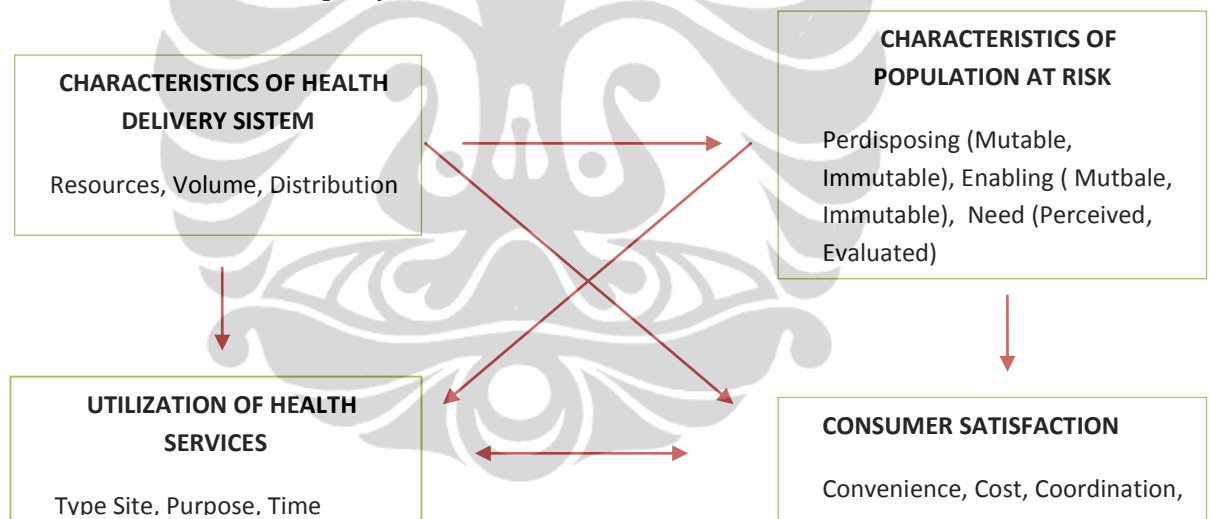 CHARACTERISTICS OF HEALTH
DELIVERY SISTEM
Resources, Volume, Distribution
CHARACTERISTICS OF
POPULATION AT RISK
Perdisposing (Mutable,
Immutable), Enabling ( Mutbale,
Immutable), Need (Perceived,
Evaluated)
UTILIZATION OF HEALTH
SERVICES
Type Site, Purpose, Time
CONSUMER SATISFACTION
Convenience, Cost, Coordination,